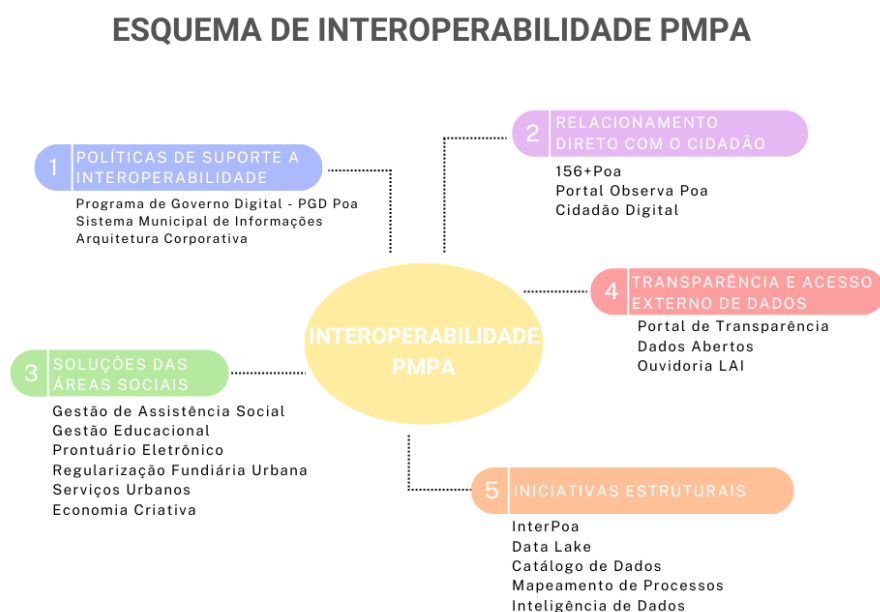 ESQUEMA DE INTEROPERABILIDADE PMPA
1
POLÍTICAS DE SUPORTE A
INTEROPERABILIDADE
Programa de Governo Digital - PGD Poa
Sistema Municipal de Informações
Arquitetura Corporativa
2
RELACIONAMENTO
DIRETO COM O CIDADÃO
156+Poa
Portal Observa Poa
Cidadão Digital
INTEROPERABILIDADE
PMPA
3
SOLUÇÕES DAS
ÁREAS SOCIAIS
Gestão de Assistência Social
Gestão Educacional
Prontuário Eletrônico
Regularização Fundiária Urbana
Serviços Urbanos
Economia Criativa
4
TRANSPARÊNCIA E ACESSO
EXTERNO DE DADOS
Portal de Transparência
Dados Abertos
Ouvidoria LAI
5
INICIATIVAS ESTRUTURAIS
InterPoa
Data Lake
Catálogo de Dados
Mapeamento de Processos
Inteligência de Dados